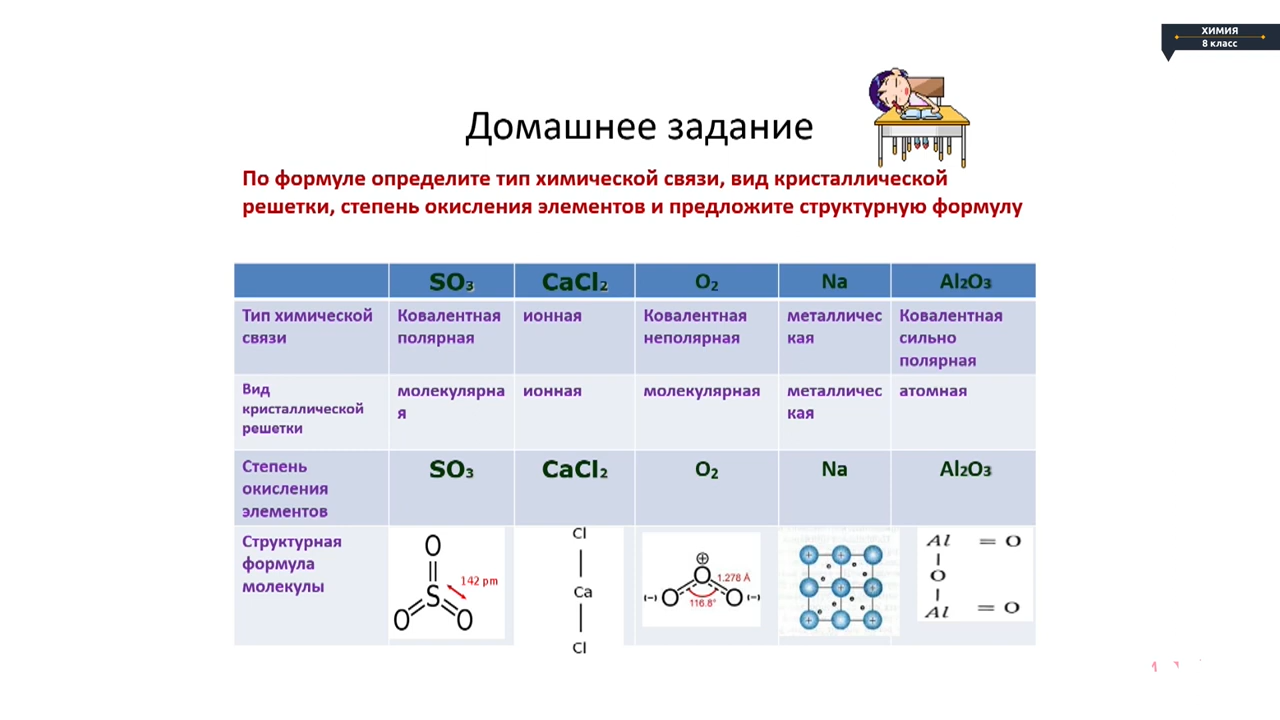 ХИМИЯ
8 класс
Домашнее задание
По формуле определите тип химической связи, вид кристаллической
решетки, степень окисления элементов и предложите структурную формулу
SO₃ CaCl₂ O₂ Na Al₂O₃
Тип химической
связи
Ковалентная
полярная
ионная
Ковалентная
неполярная
металличес
кая
Ковалентная
сильно
полярная
Вид
кристаллической
решетки
молекулярна
я
ионная
молекулярная
металличес
кая
атомная
Степень
окисления
элементов
SO₃ CaCl₂ O₂ Na Al₂O₃
Структурная
формула
молекулы
O
S
O O
142 pm
Cl
Ca
Cl
⊕
O
(-) O O (-)
1.278 Å
116.8°
Al = O
O
Al = O